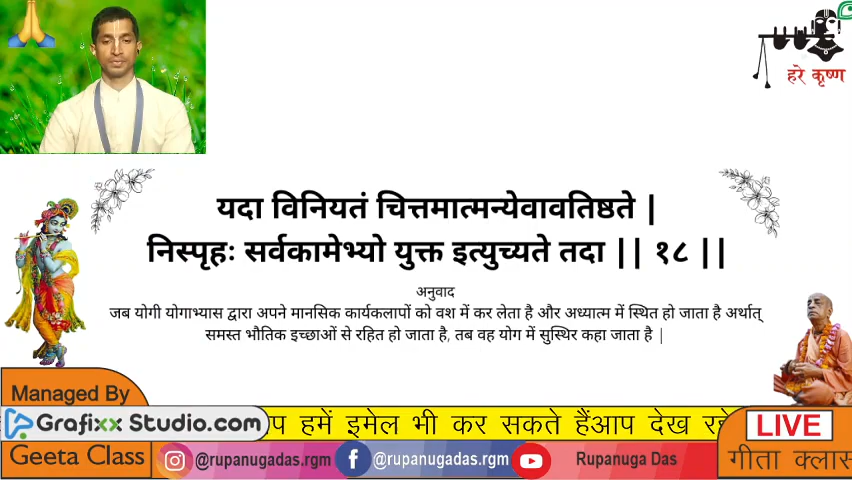 हरे कृष्ण
यदा विनियतं चित्तमात्मन्येवावतिष्ठते |
निस्पृहः सर्वकामेभ्यो युक्त इत्युच्यते तदा || १८ ||
अनुवाद
जब योगी योगाभ्यास द्वारा अपने मानसिक कार्यकलापों को वश में कर लेता है और अध्यात्म में स्थित हो जाता है अर्थात्
समस्त भौतिक इच्छाओं से रहित हो जाता है, तब वह योग में सुस्थिर कहा जाता है |
Managed By
Grafixx Studio.com
Geeta Class
प हमें इमेल भी कर सकते हैंआप देख रहे
LIVE
गीता क्लास
@rupanugadas.rgm
@rupanugadas.rgm
Rupanuga Das